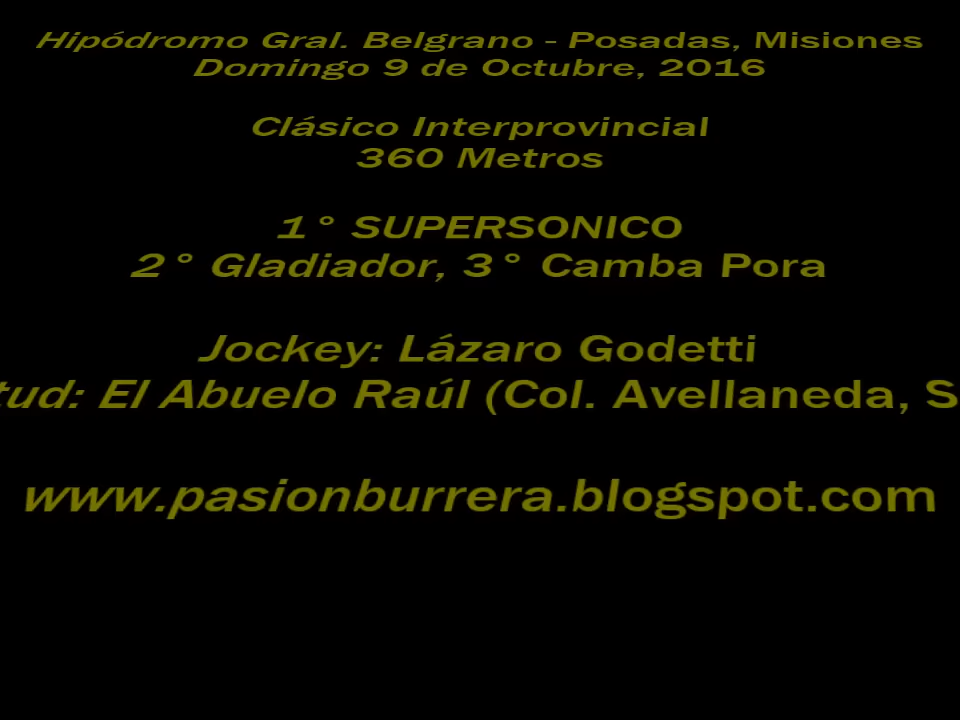 Hipódromo Gral. Belgrano - Posadas, Misiones
Domingo 9 de Octubre, 2016
Clásico Interprovincial
360 Metros
1° SUPERSONICO
2° Gladiador, 3° Camba Pora
Jockey: Lázaro Godetti
tud: El Abuelo Raúl (Col. Avellaneda, S
www.pasionburrera.blogspot.com